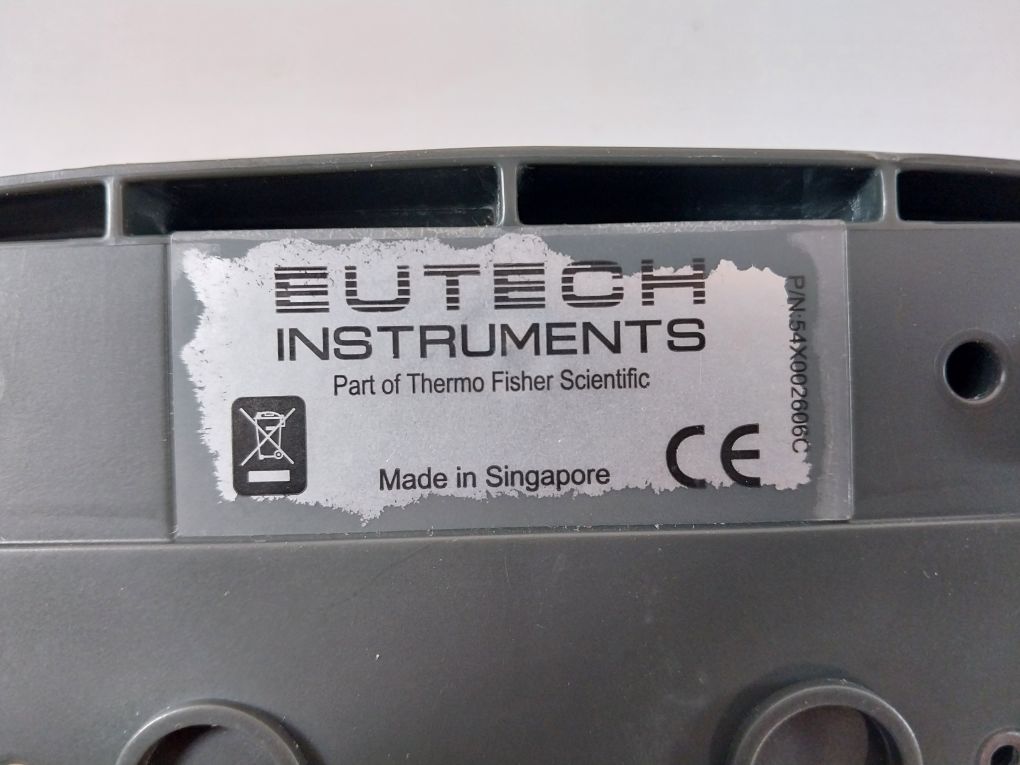 EUTECH
INSTRUMENTS
Part of Thermo Fisher Scientific
Made in Singapore
CE
P/N:54X002606C